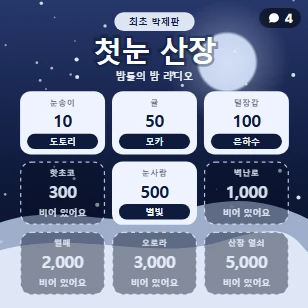 최초 박제판
4
첫눈 산장
밤톨의 밤 라디오
눈송이
귤
털장갑
10
50
100
도토리
모카
은하수
핫초코
눈사람
벽난로
300
500
1,000
비어 있어요
별빛
비어 있어요
썰매
오로라
산장 열쇠
2,000
3,000
5,000
비어 있어요
비어 있어요
비어 있어요